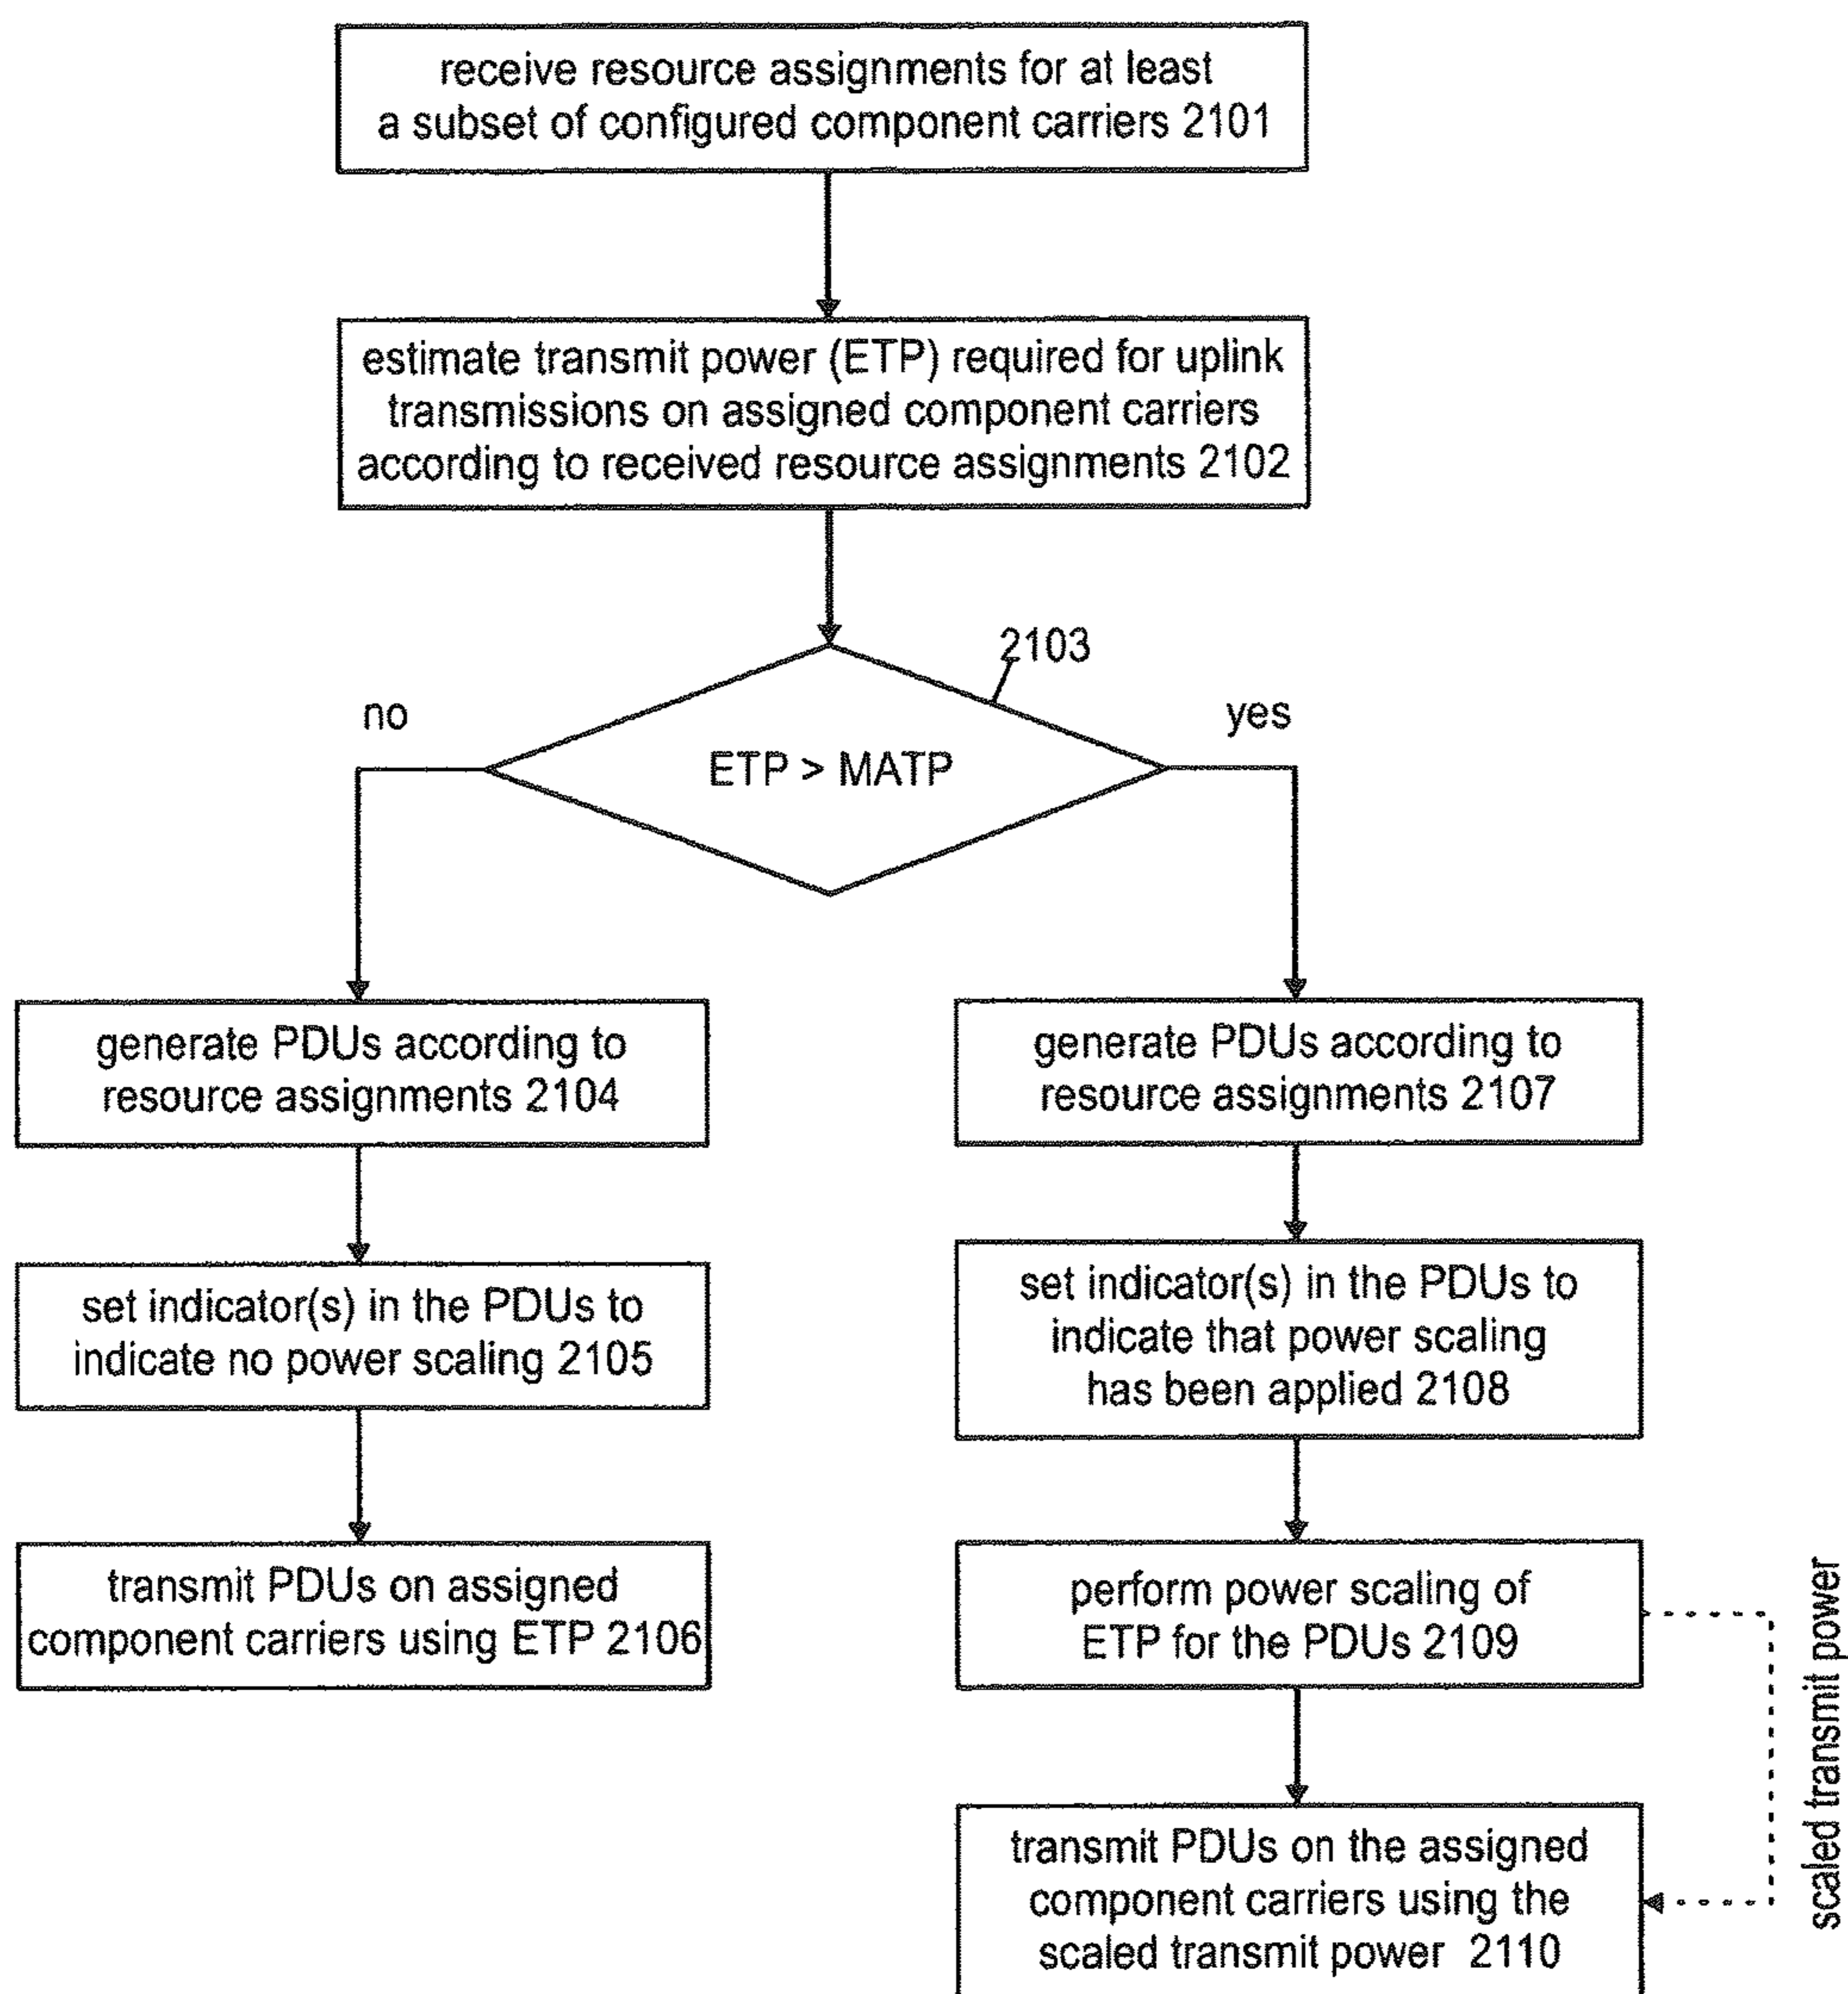 receive resource assignments for at least
a subset of configured component carriers 2101
estimate transmit power (ETP) required for uplink
transmissions on assigned component carriers
according to received resource assignments 2102
2103
no
yes
ETP > MATP
generate PDUs according to
resource assignments 2104
generate PDUs according to
resource assignments 2107
set indicator(s) in the PDUs to
indicate no power scaling 2105
set indicator(s) in the PDUs to
indicate that power scaling
has been applied 2108
transmit PDUs on assigned
component carriers using ETP 2106
perform power scaling of
ETP for the PDUs 2109
scaled transmit power
transmit PDUs on the assigned
component carriers using the
scaled transmit power 2110